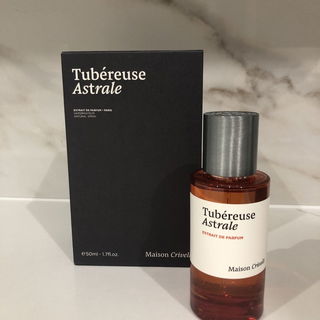 Tubéreuse
Astrale
EXTRAIT DE PARFUM - PARIS
VAPORISATEUR
NATURAL SPRAY
℮50ml - 1.7fl.oz.
Maison Crivelli
Tubéreuse
Astrale
EXTRAIT DE PARFUM
Maison Crivelli